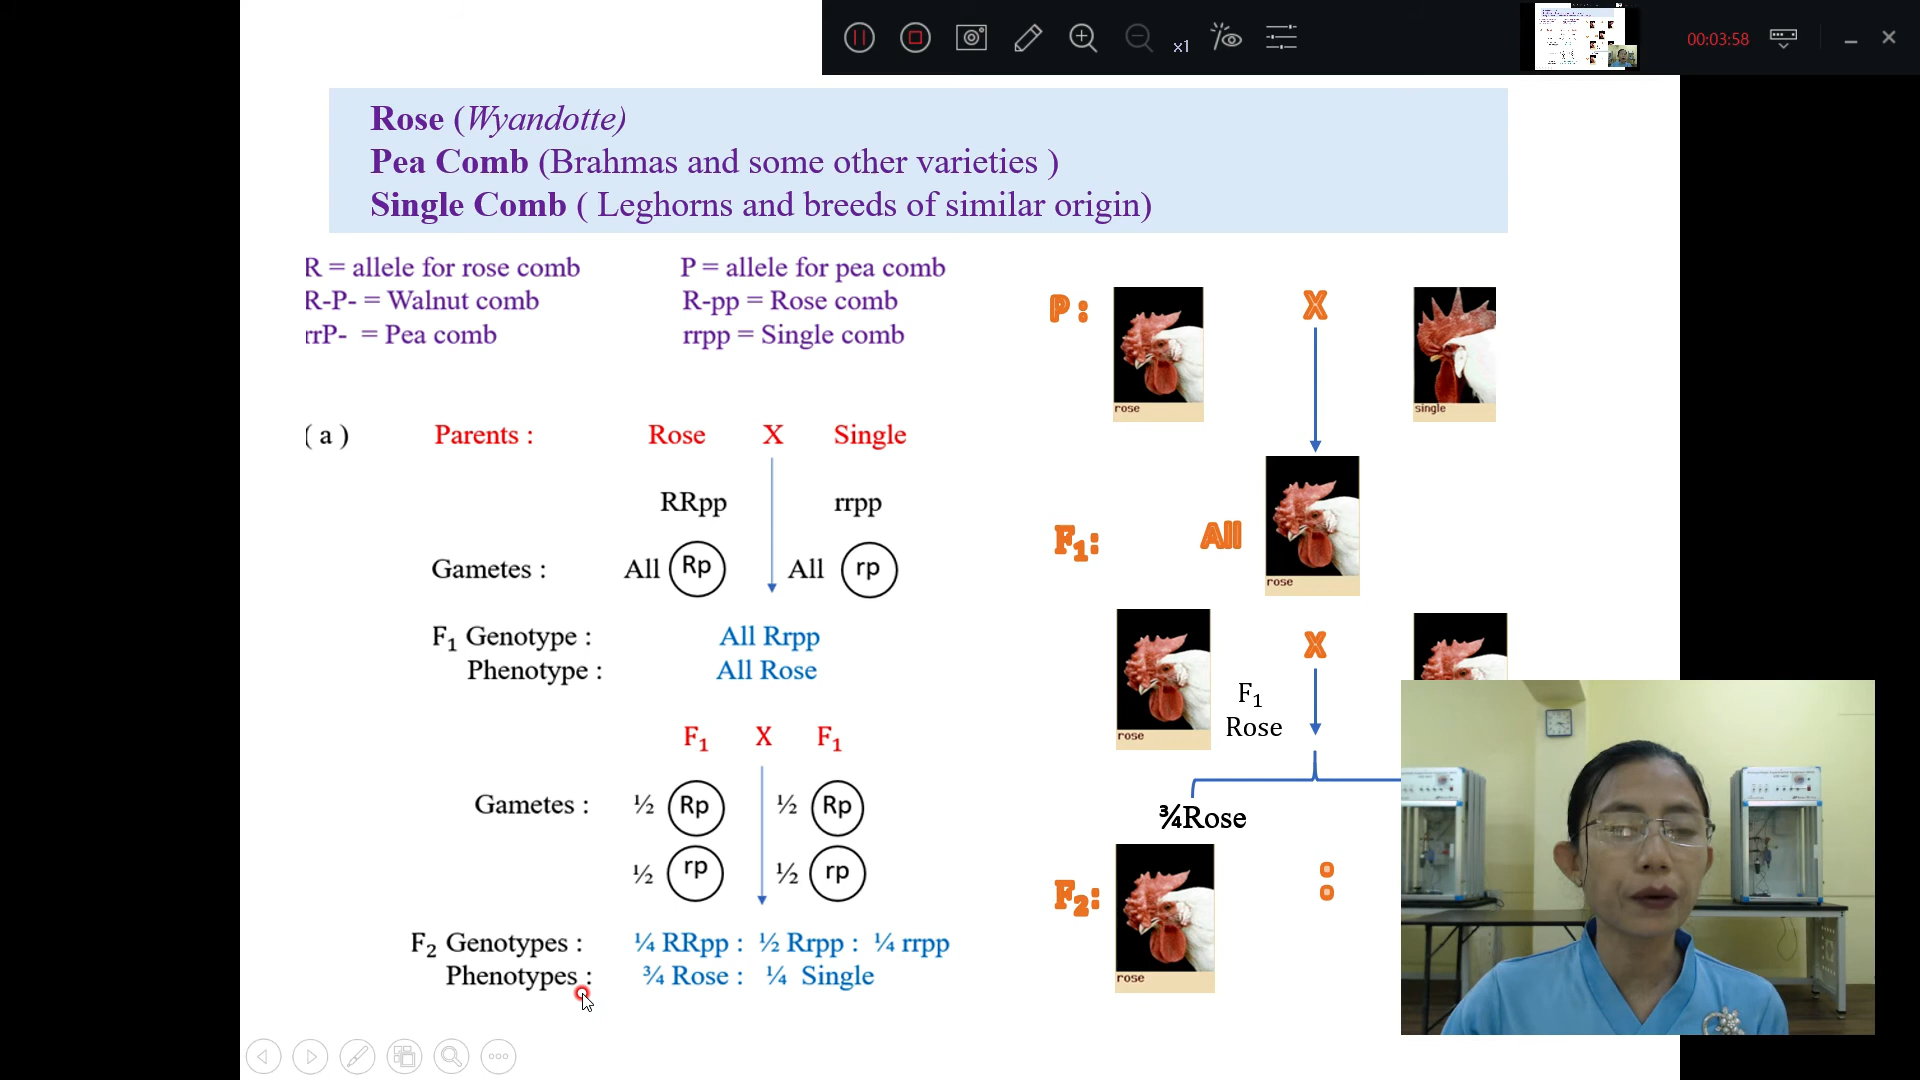 x1
00:03:58
Rose (Wyandotte)
Pea Comb (Brahmas and some other varieties )
Single Comb ( Leghorns and breeds of similar origin)
R = allele for rose comb P = allele for pea comb
R-P- = Walnut comb R-pp = Rose comb
rrP- = Pea comb rrpp = Single comb
( a ) Parents : Rose X Single
RRpp rrpp
Gametes : All Rp All rp
F₁ Genotype : All Rrpp
Phenotype : All Rose
F₁ X F₁
Gametes : ½ Rp ½ Rp
½ rp ½ rp
F₂ Genotypes : ¼ RRpp : ½ Rrpp : ¼ rrpp
Phenotypes : ¾ Rose : ¼ Single
P : X
rose single
F₁: All
rose
X
F₁
Rose
rose
¾Rose
F₂: :
rose